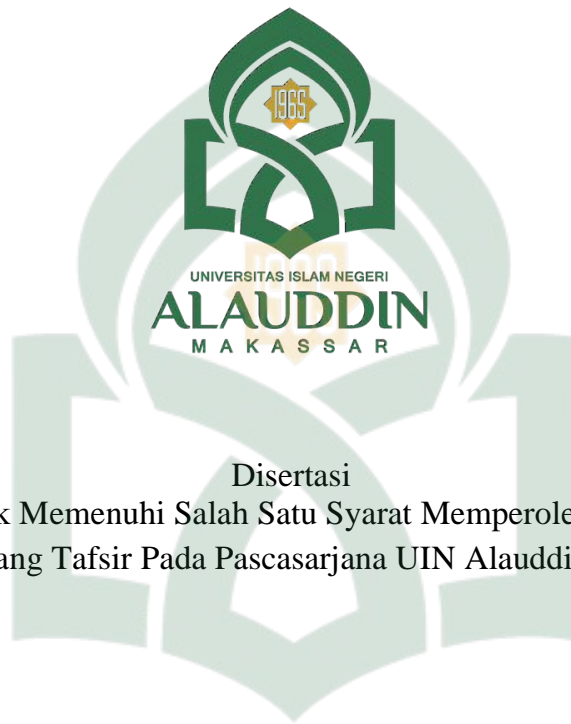 1965
UNIVERSITAS ISLAM NEGERI
ALAUDDIN
MAKASSAR
Disertasi
k Memenuhi Salah Satu Syarat Memperole
ang Tafsir Pada Pascasarjana UIN Alauddi